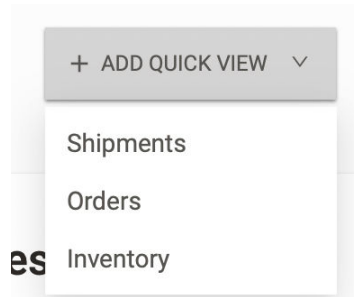 + ADD QUICK VIEW
Shipments
Orders
es
Inventory